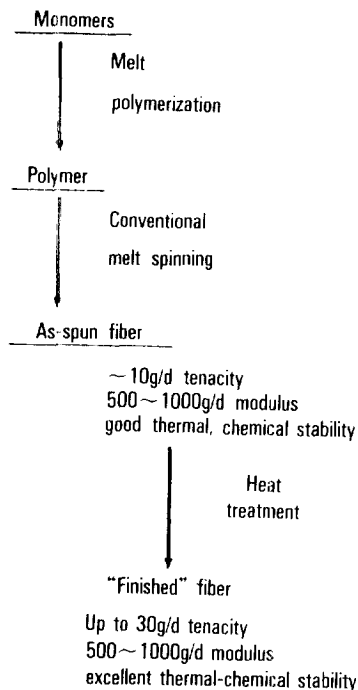 Monomers
Melt
polymerization
Polymer
Conventional
melt spinning
As-spun fiber
~10g/d tenacity
500~1000g/d modulus
good thermal, chemical stability
Heat
treatment
"Finished" fiber
Up to 30g/d tenacity
500~1000g/d modulus
excellent thermal-chemical stability